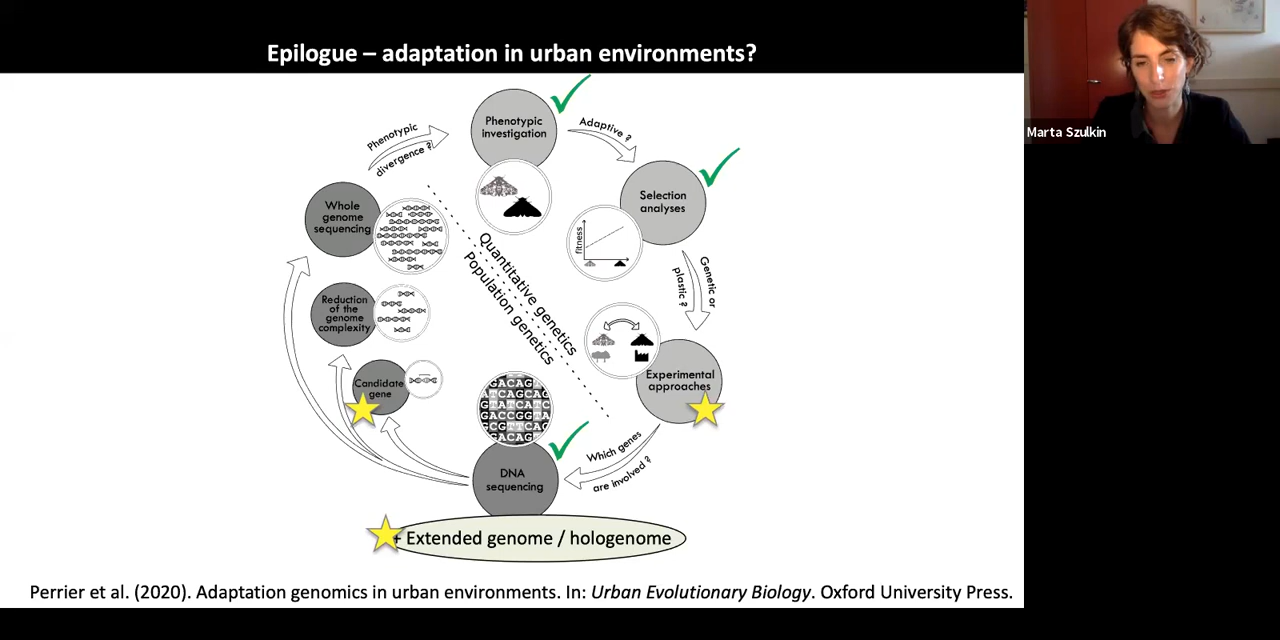 Epilogue – adaptation in urban environments?
Marta Szulkin
Phenotypic
investigation
Adaptive ?
Selection
analyses
fitness
Genetic or
plastic ?
Experimental
approaches
Which genes
are involved ?
DNA
sequencing
GACAGT
ATCAGCAG
GTATCATC
GACCGGTA
GCGTTCAG
GACAGT
Candidate
gene
Reduction
of the
genome
complexity
Whole
genome
sequencing
Phenotypic
divergence ?
Quantitative genetics
Population genetics
+ Extended genome / hologenome
Perrier et al. (2020). Adaptation genomics in urban environments. In: Urban Evolutionary Biology. Oxford University Press.